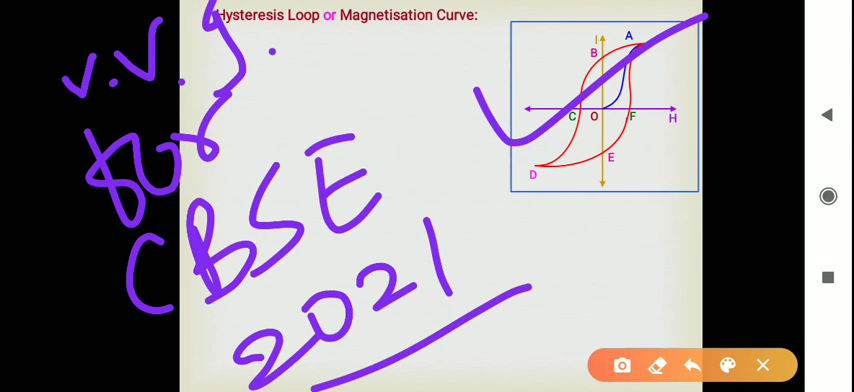 Hysteresis Loop or Magnetisation Curve:
I
A
B
C O F H
E
D
V.V.
for
CBSE
2021